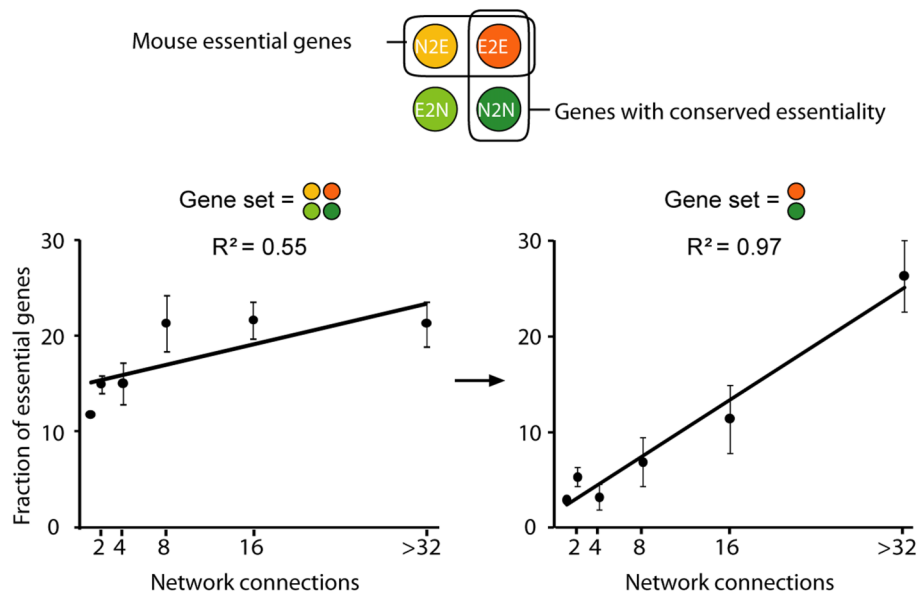 Mouse essential genes
N2E E2E
E2N N2N
Genes with conserved essentiality
Gene set =
R² = 0.55
30
20
10
0
Fraction of essential genes
2 4 8 16 >32
Network connections
Gene set =
R² = 0.97
30
20
10
0
2 4 8 16 >32
Network connections